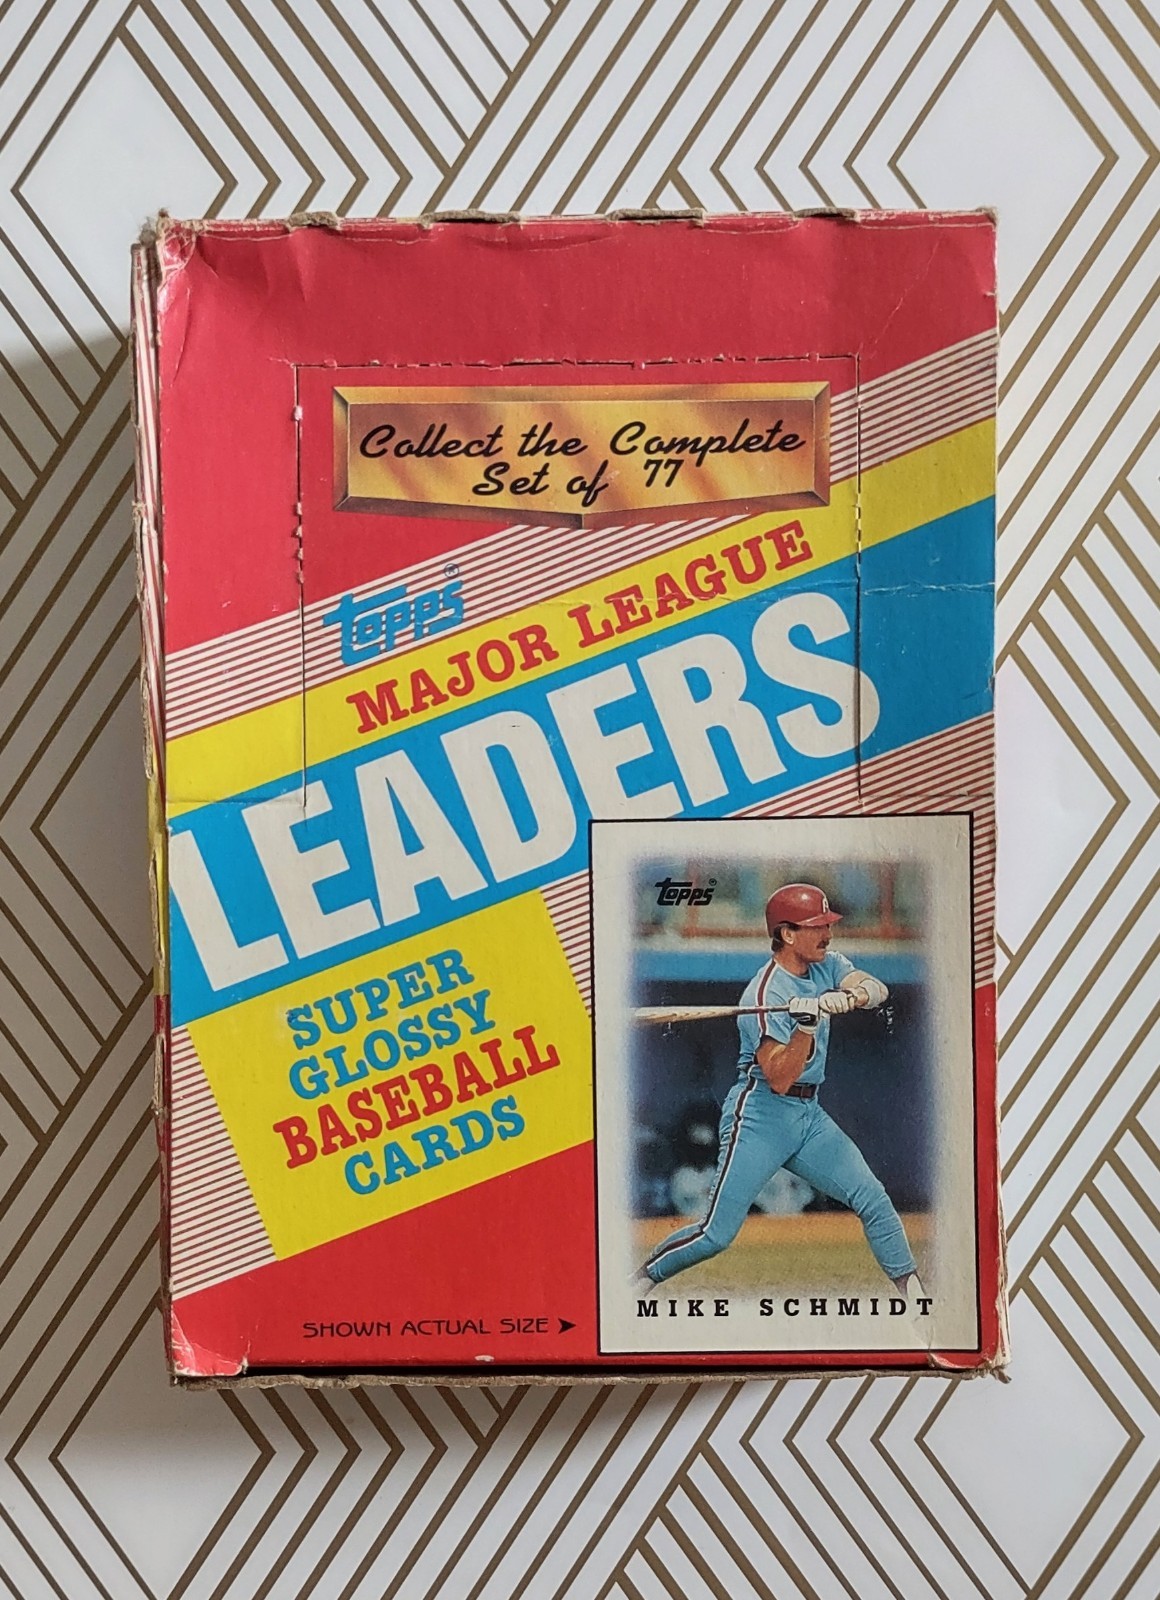 Collect the Complete
Set of 77
Topps®
MAJOR LEAGUE
LEADERS
SUPER
GLOSSY
BASEBALL
CARDS
Topps®
MIKE SCHMIDT
SHOWN ACTUAL SIZE